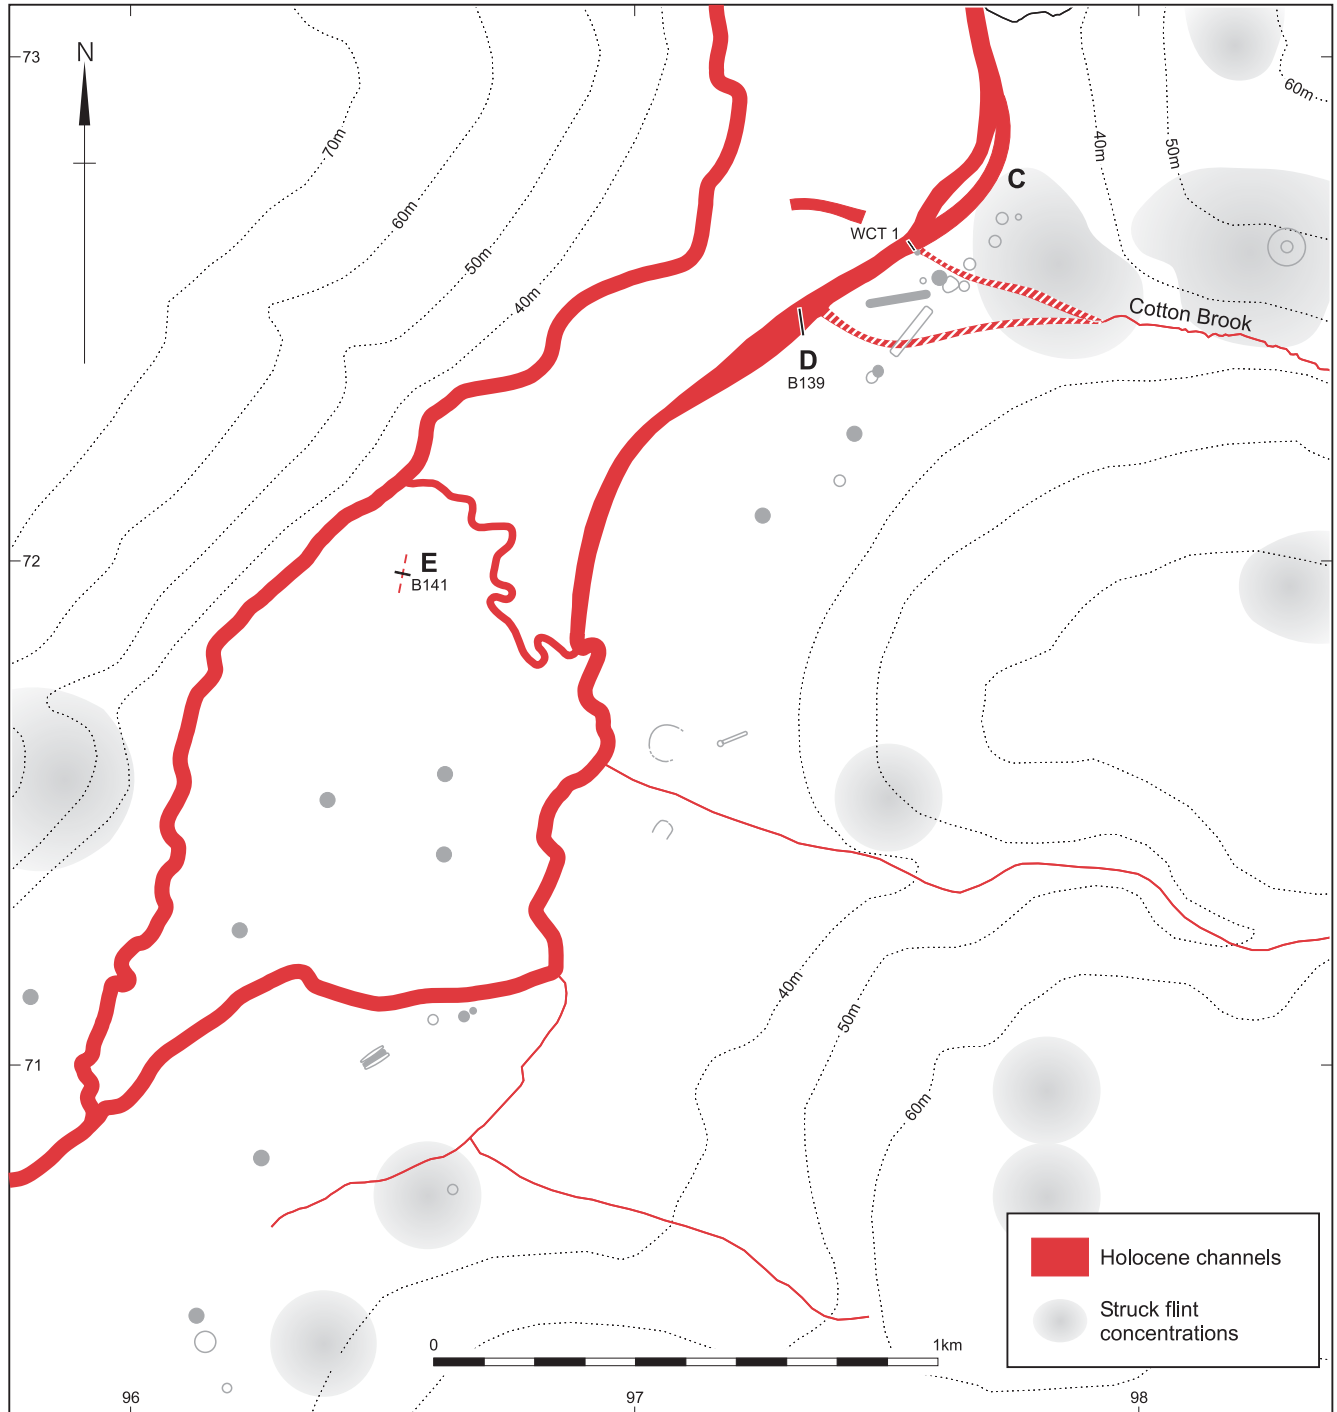 N
73
70m
60m
50m
40m
40m
50m
60m
C
WCT 1
Cotton Brook
D
B139
72
E
B141
40m
50m
60m
71
Holocene channels
Struck flint
concentrations
0
1km
96
97
98